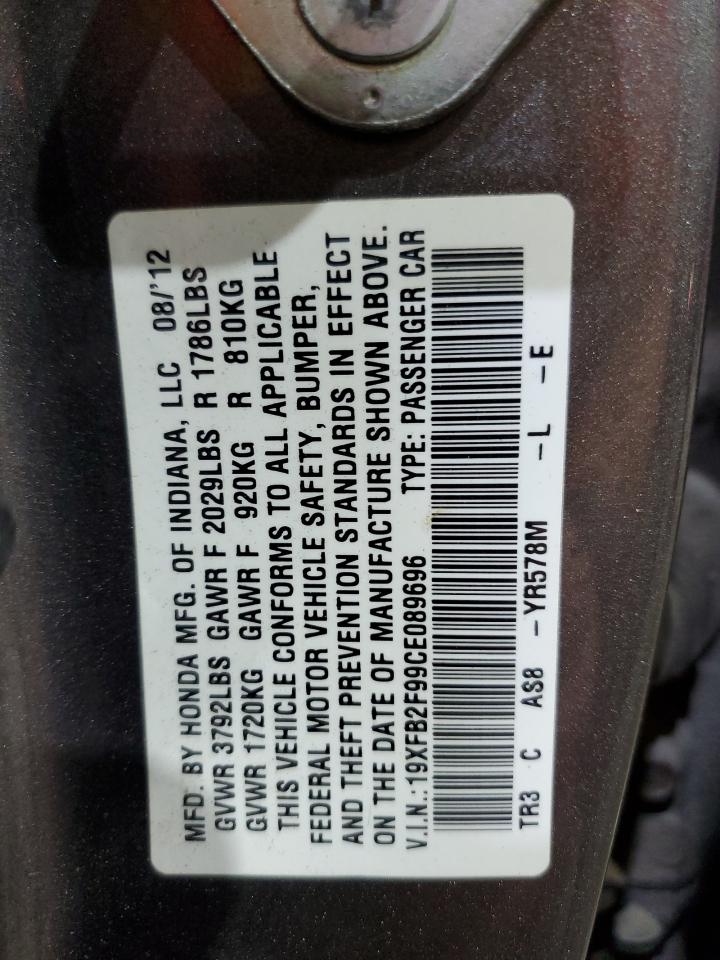 MFD. BY HONDA MFG. OF INDIANA, LLC 08/'12
GVWR 3792LBS GAWR F 2029LBS R 1786LBS
GVWR 1720KG GAWR F 920KG R 810KG
THIS VEHICLE CONFORMS TO ALL APPLICABLE
FEDERAL MOTOR VEHICLE SAFETY, BUMPER,
AND THEFT PREVENTION STANDARDS IN EFFECT
ON THE DATE OF MANUFACTURE SHOWN ABOVE.
V.I.N.:19XFB2F99CE089696 TYPE: PASSENGER CAR
TR3 C AS8 -YR578M -L -E